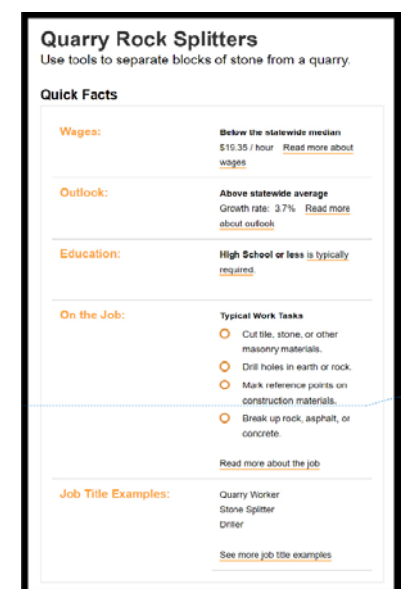 Quarry Rock Splitters
Use tools to separate blocks of stone from a quarry.
Quick Facts
Wages:
Below the statewide median
$19.35 / hour Read more about
wages
Outlook:
Above statewide average
Growth rate: 3.7% Read more
about outlook
Education:
High School or less is typically
required.
On the Job:
Typical Work Tasks
Cut tile, stone, or other
masonry materials.
Drill holes in earth or rock.
Mark reference points on
construction materials.
Break up rock, asphalt, or
concrete.
Read more about the job
Job Title Examples:
Quarry Worker
Stone Splitter
Driller
See more job title examples